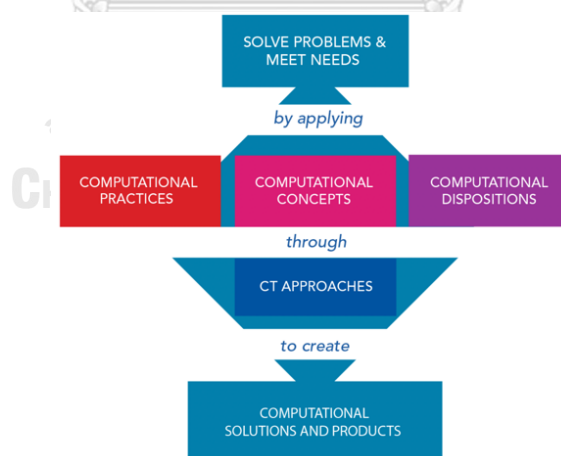 SOLVE PROBLEMS &
MEET NEEDS
by applying
COMPUTATIONAL
PRACTICES
COMPUTATIONAL
CONCEPTS
COMPUTATIONAL
DISPOSITIONS
through
CT APPROACHES
to create
COMPUTATIONAL
SOLUTIONS AND PRODUCTS